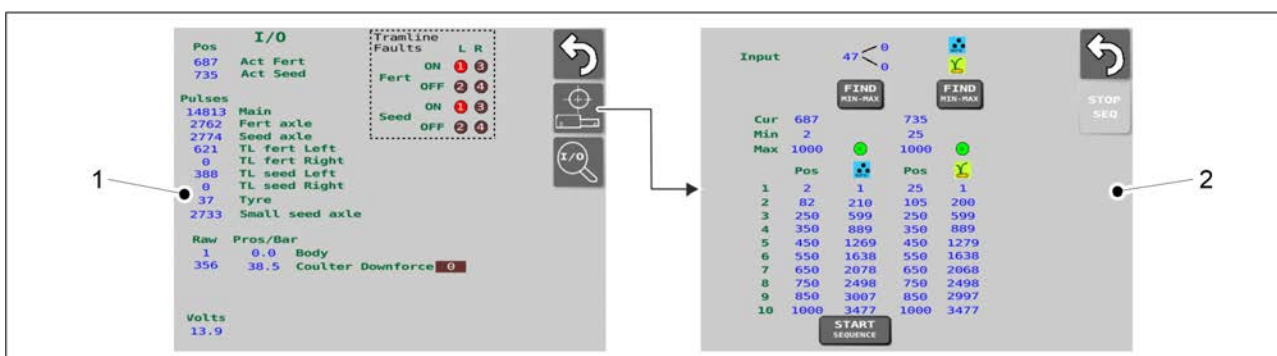 I/O
Pos
687 Act Fert
735 Act Seed
Pulses
14813 Main
2762 Fert axle
2774 Seed axle
621 TL fert Left
0 TL fert Right
388 TL seed Left
0 TL seed Right
37 Tyre
2733 Small seed axle
Raw Pros/Bar
1 0.0 Body
356 38.5 Coulter Downforce 0
Volts
13.9
Tramline
Faults L R
Fert ON 1 3
OFF 2 4
Seed ON 1 3
OFF 2 4
I/O
1
Input 47 0
0
FIND FIND
MIN-MAX MIN-MAX
STOP
SEQ
Cur 687 735
Min 2 25
Max 1000 1000
Pos Pos
1 2 1 25 1
2 82 210 105 200
3 250 599 250 599
4 350 889 350 889
5 450 1269 450 1279
6 550 1638 550 1638
7 650 2078 650 2068
8 750 2498 750 2498
9 850 3007 850 2997
10 1000 3477 1000 3477
START
SEQUENCE
2